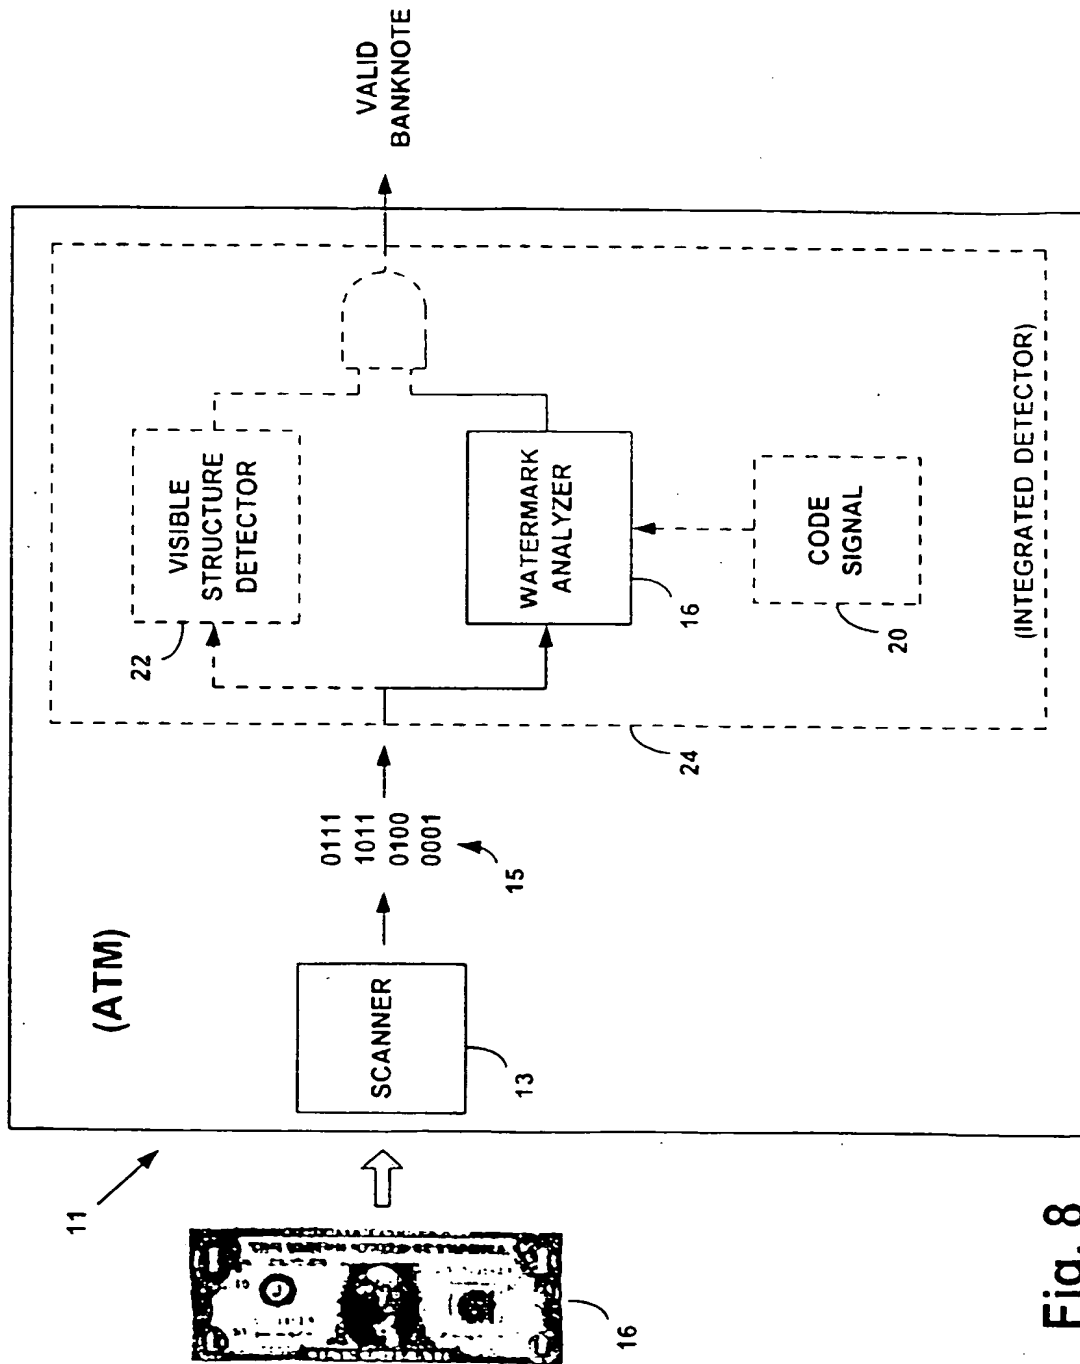 11
(ATM)
16
SCANNER
13
0111
1011
0100
0001
15
24
22
VISIBLE
STRUCTURE
DETECTOR
WATERMARK
ANALYZER
16
CODE
SIGNAL
20
(INTEGRATED DETECTOR)
VALID
BANKNOTE
Fig. 8